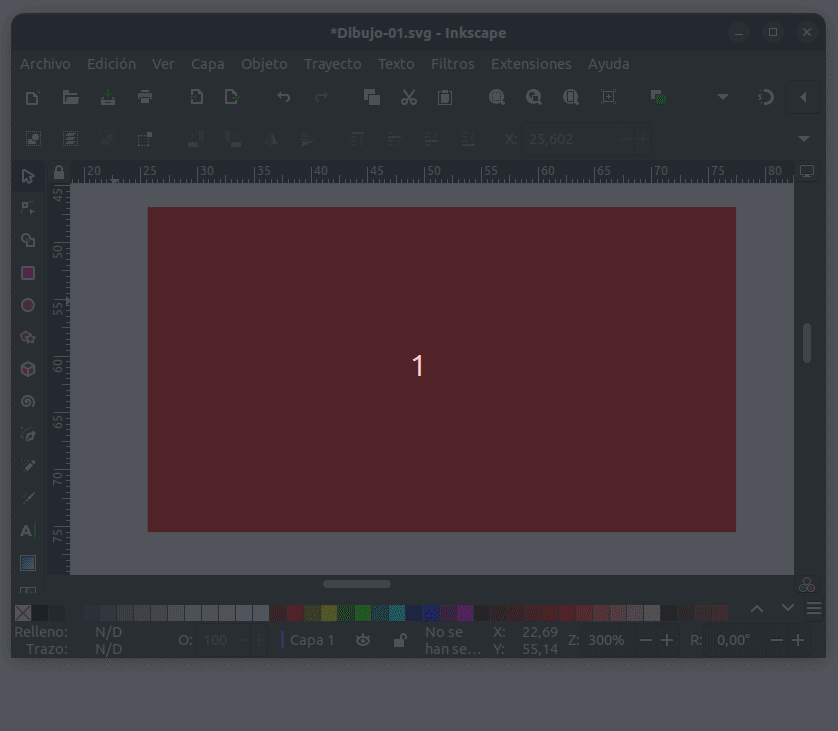 *Dibujo-01.svg - Inkscape
Archivo Edición Ver Capa Objeto Trayecto Texto Filtros Extensiones Ayuda
X: 25,602
20 25 30 35 40 45 50 55 60 65 70 75 80
45
50
55
60
65
70
75
1
Relleno: N/D O: 100 Capa 1 No se X: 22,69 Z: 300% R: 0,00°
Trazo: N/D han se... Y: 55,14